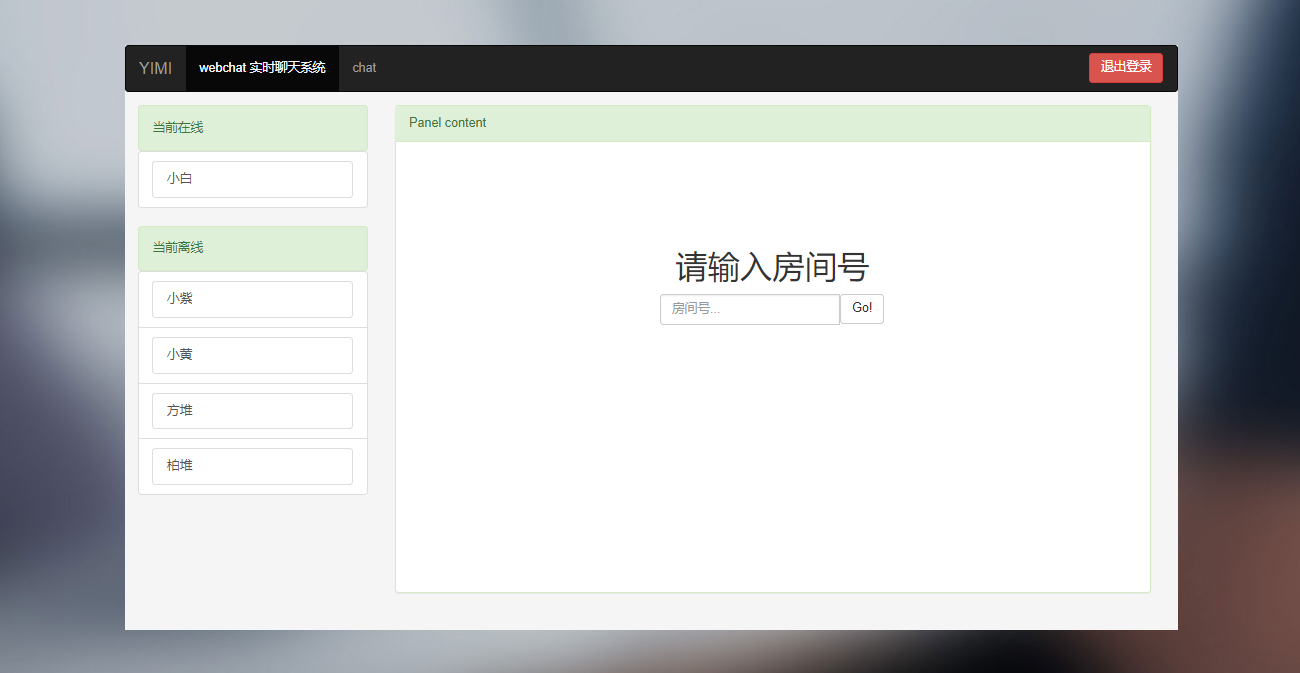 YIMI webchat 实时聊天系统 chat 退出登录
当前在线
小白
当前离线
小紫
小黄
方堆
柏堆
Panel content
请输入房间号
房间号... Go!